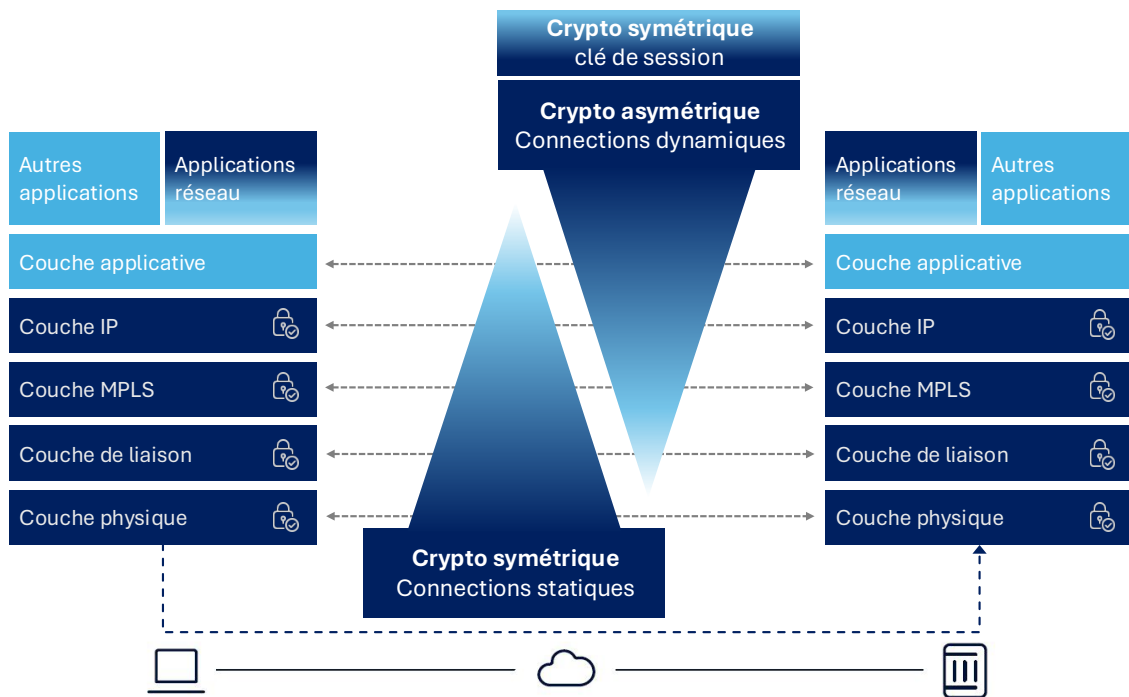 Crypto symétrique
clé de session
Crypto asymétrique
Connections dynamiques
Autres
applications
Applications
réseau
Couche applicative
Couche IP
Couche MPLS
Couche de liaison
Couche physique
Crypto symétrique
Connections statiques
Applications
réseau
Autres
applications
Couche applicative
Couche IP
Couche MPLS
Couche de liaison
Couche physique